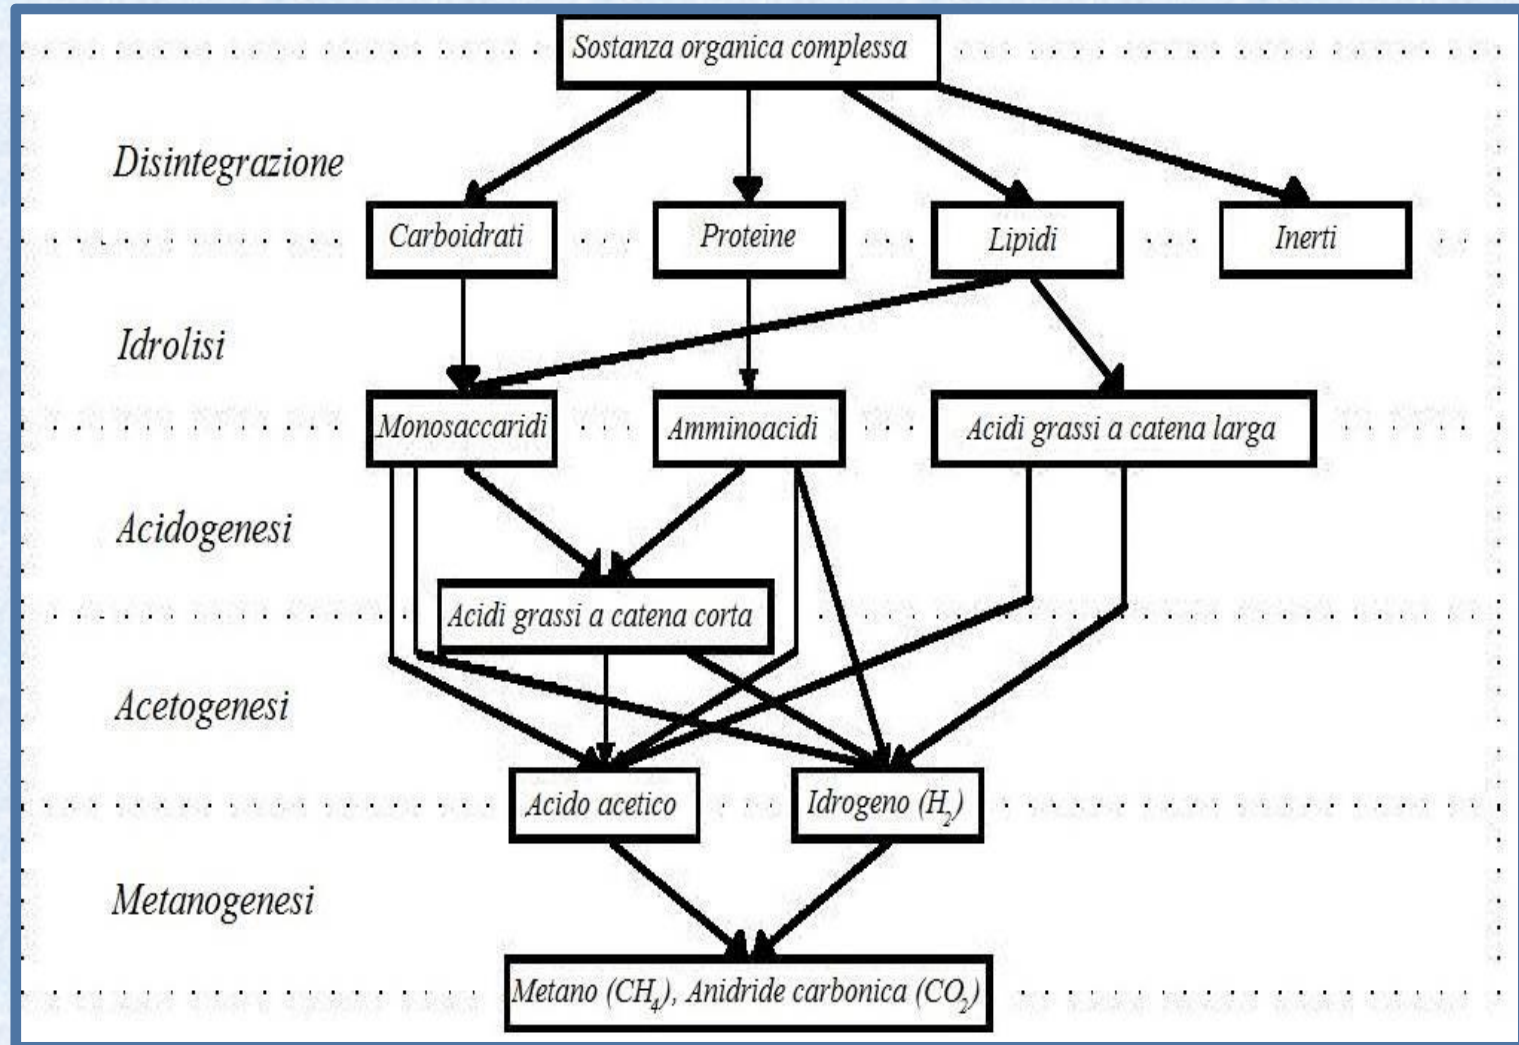 Sostanza organica complessa
Disintegrazione
Carboidrati
Proteine
Lipidi
Inerti
Idrolisi
Monosaccaridi
Amminoacidi
Acidi grassi a catena larga
Acidogenesi
Acidi grassi a catena corta
Acetogenesi
Acido acetico
Idrogeno (H₂)
Metanogenesi
Metano (CH₄), Anidride carbonica (CO₂)